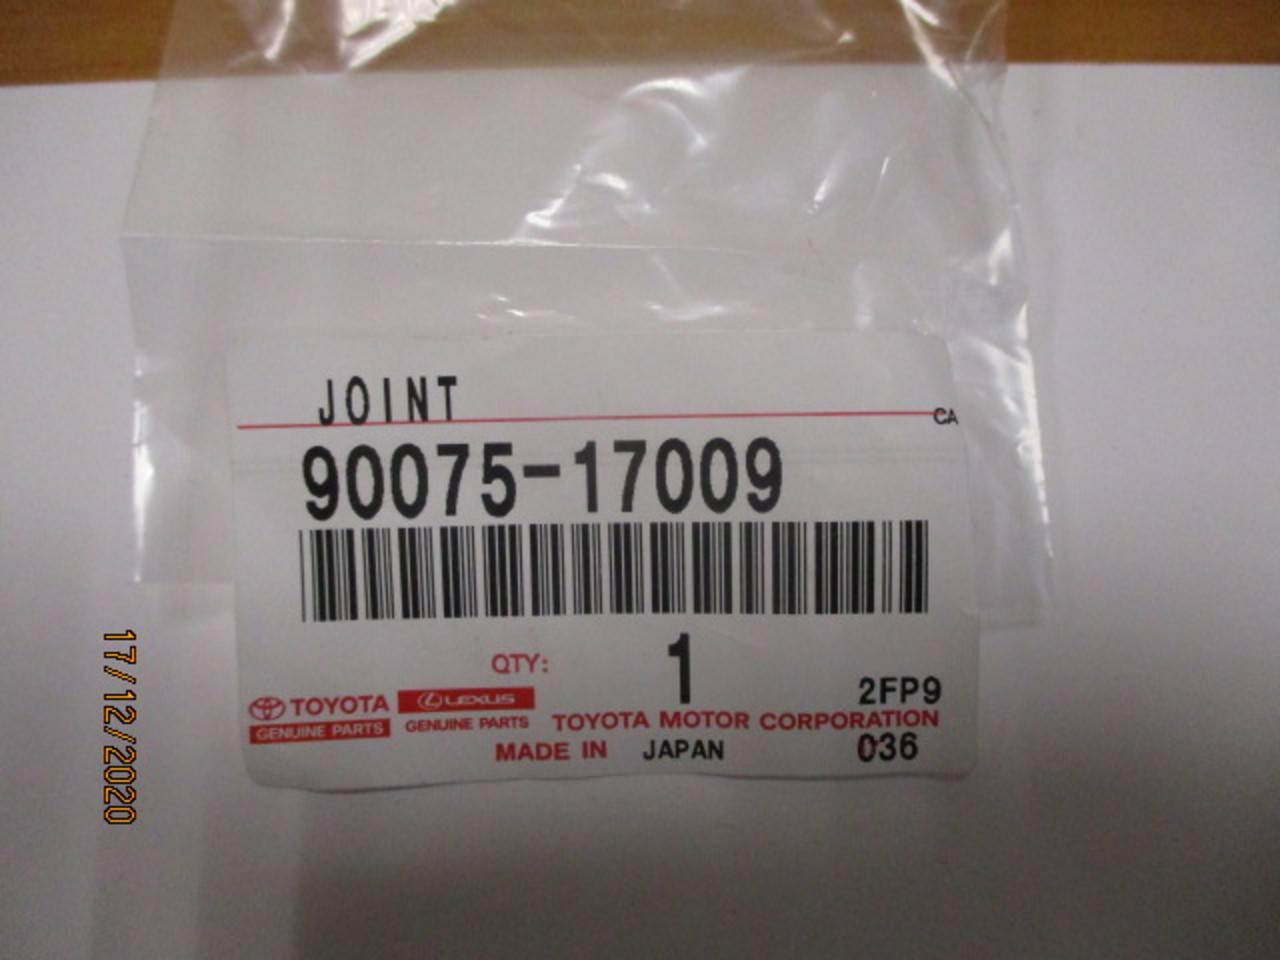 JOINT
CA
90075-17009
QTY: 1
2FP9
TOYOTA LEXUS
GENUINE PARTS GENUINE PARTS TOYOTA MOTOR CORPORATION
MADE IN JAPAN 036
17/12/2020